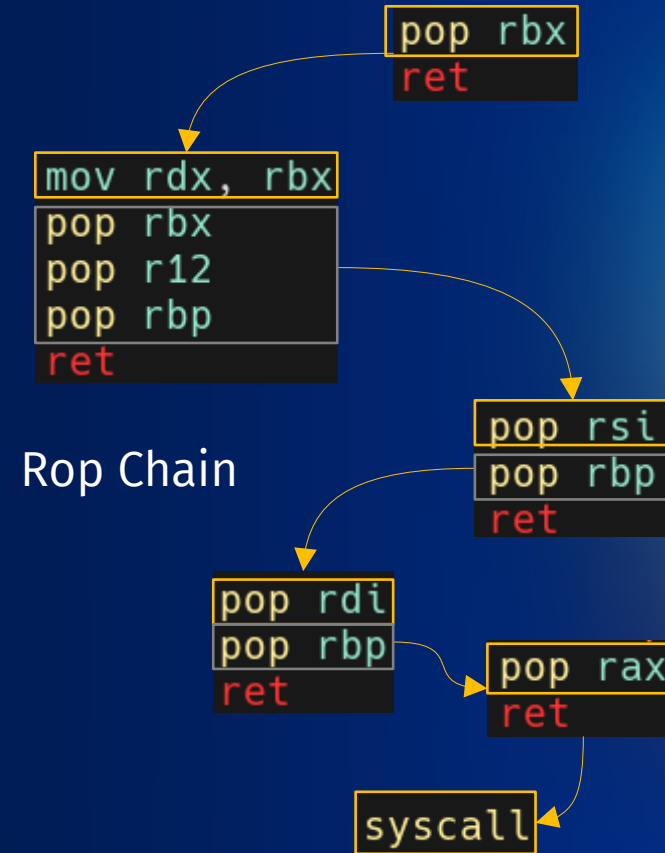 pop rbx
ret
mov rdx, rbx
pop rbx
pop r12
pop rbp
ret
pop rsi
pop rbp
ret
Rop Chain
pop rdi
pop rbp
ret
pop rax
ret
syscall